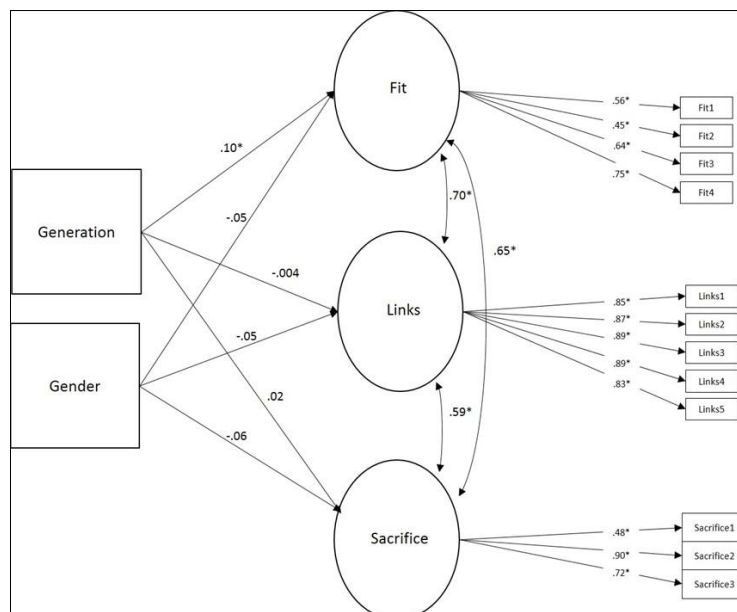 Fit
.56*
Fit1
.45*
Fit2
.64*
Fit3
.75*
Fit4
.10*
-.05
.70*
Generation
.65*
-.004
Links
.85*
Links1
.87*
Links2
.89*
Links3
.89*
Links4
.83*
Links5
-.05
Gender
.02
.59*
-.06
Sacrifice
.48*
Sacrifice1
.90*
Sacrifice2
.72*
Sacrifice3